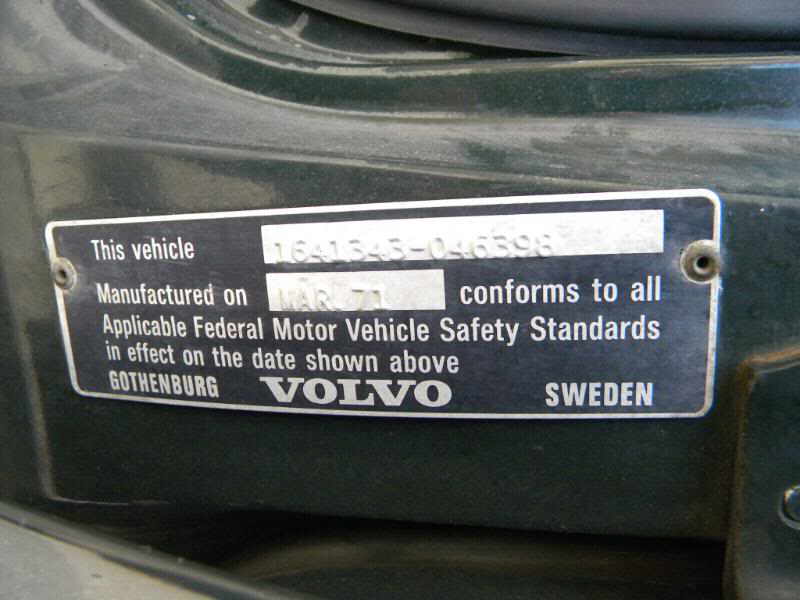 This vehicle 1641343-046398
Manufactured on MAR. 71 conforms to all
Applicable Federal Motor Vehicle Safety Standards
in effect on the date shown above
GOTHENBURG VOLVO SWEDEN